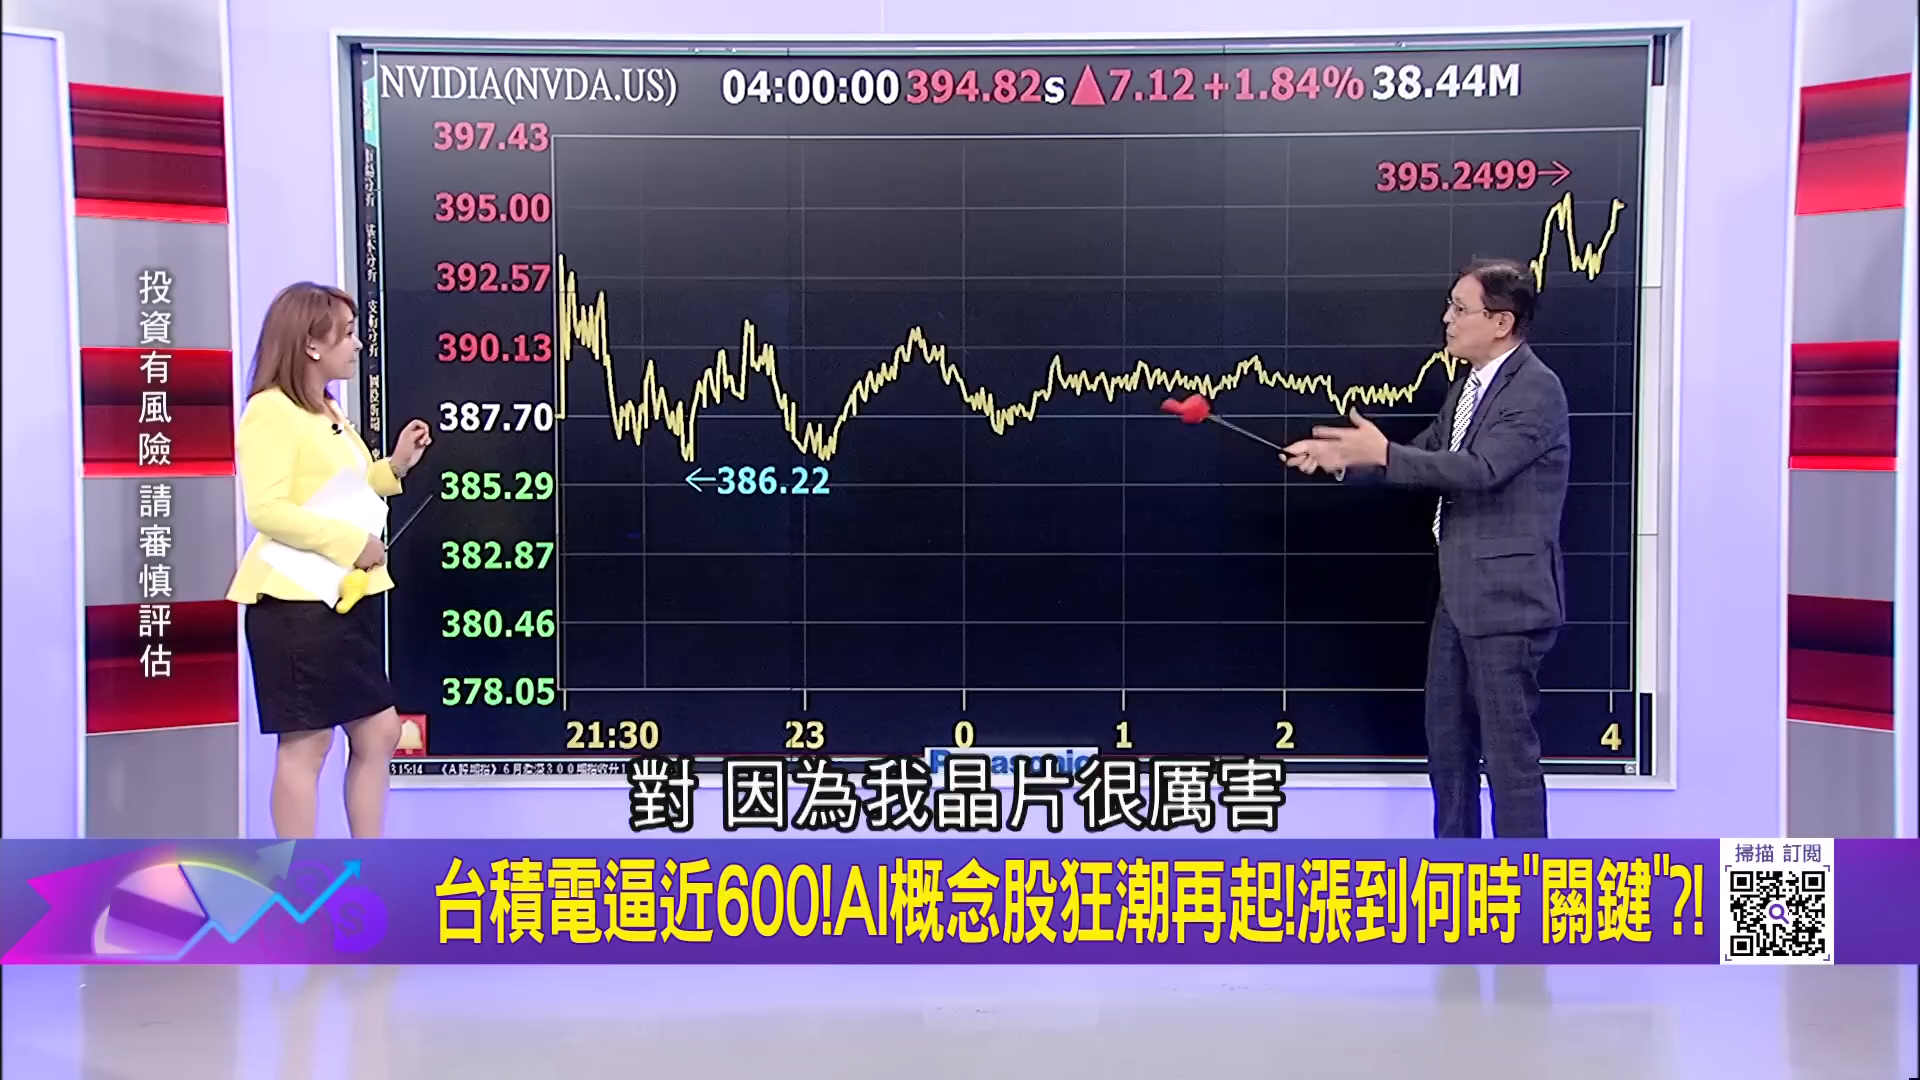 NVIDIA(NVDA.US) 04:00:00 394.82s ▲7.12 +1.84% 38.44M
397.43
395.00
392.57
390.13
387.70
385.29
382.87
380.46
378.05
395.2499→
←386.22
21:30 23 0 1 2 4
投資有風險 請審慎評估
Panasonic
對 因為我晶片很厲害
台積電逼近600!AI概念股狂潮再起!漲到何時"關鍵"?!
掃描 訂閱